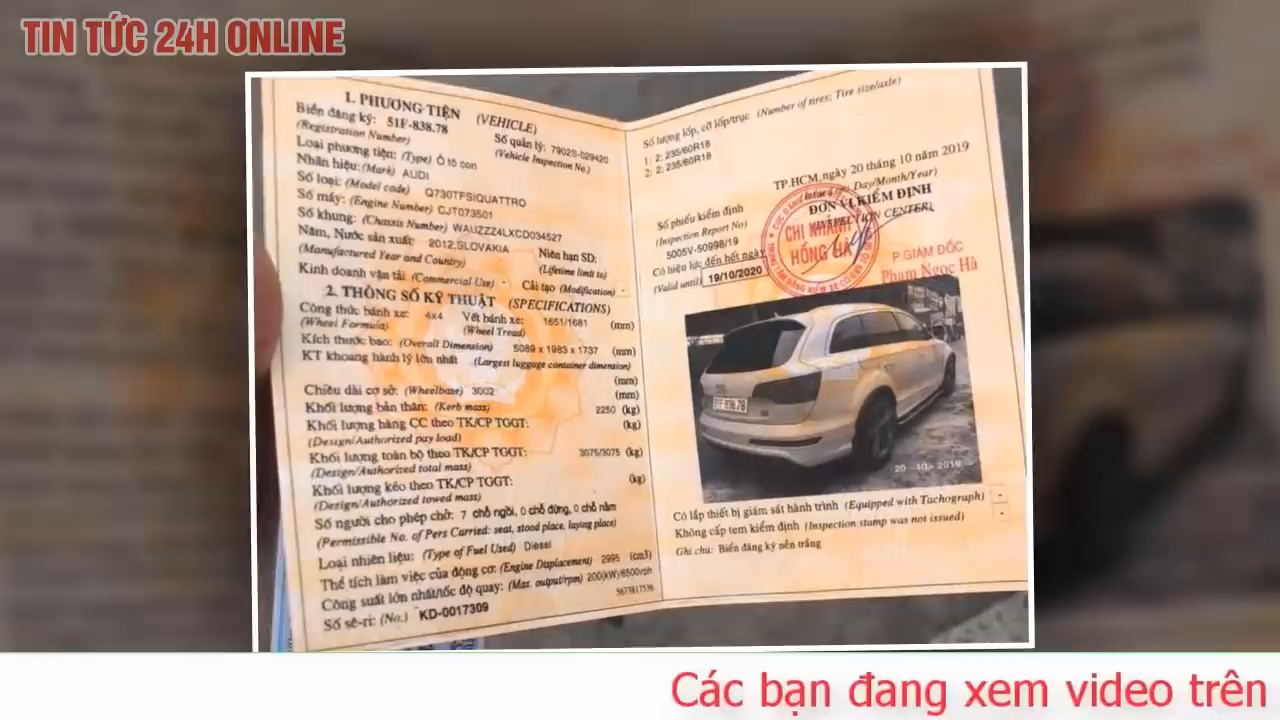 TIN TỨC 24H ONLINE
1. PHƯƠNG TIỆN (VEHICLE)
Biển đăng ký: 51F-838.78
(Registration Number)
Số quản lý: 7902S-029420
(Vehicle Inspection No.)
Loại phương tiện: (Type) Ô tô con
Nhãn hiệu: (Mark) AUDI
Số loại: (Model code) Q730TFSIQUATTRO
Số máy: (Engine Number) CJT073501
Số khung: (Chassis Number) WAUZZZ4LXCD034527
Năm, Nước sản xuất: 2012,SLOVAKIA
(Manufactured Year and Country)
Niên hạn SD:
(Lifetime limit to)
Kinh doanh vận tải (Commercial Use) - Cải tạo (Modification) -
2. THÔNG SỐ KỸ THUẬT (SPECIFICATIONS)
Công thức bánh xe: 4x4 Vết bánh xe: 1651/1681 (mm)
(Wheel Formula) (Wheel Tread)
Kích thước bao: (Overall Dimension) 5089 x 1983 x 1737 (mm)
KT khoang hành lý lớn nhất (Largest luggage container dimension)
(mm)
Chiều dài cơ sở: (Wheelbase) 3002 (mm)
Khối lượng bản thân: (Kerb mass) 2250 (kg)
Khối lượng hàng CC theo TK/CP TGGT: (kg)
(Design/Authorized pay load)
Khối lượng toàn bộ theo TK/CP TGGT: 3075/3075 (kg)
(Design/Authorized total mass)
Khối lượng kéo theo TK/CP TGGT: (kg)
(Design/Authorized towed mass)
Số người cho phép chở: 7 chỗ ngồi, 0 chỗ đứng, 0 chỗ nằm
(Permissible No. of Pers Carried: seat, stood place, laying place)
Loại nhiên liệu: (Type of Fuel Used) Diesel
Thể tích làm việc của động cơ: (Engine Displacement) 2995 (cm3)
Công suất lớn nhất/tốc độ quay: (Max. output/rpm) 200(kW)/6500vph
5673817536
Số sê-ri: (No.) KD-0017309
Số lượng lốp, cỡ lốp/trục (Number of tires; Tire size/axle)
1: 2; 235/60R18
2: 2; 235/60R18
TP.HCM, ngày 20 tháng 10 năm 2019
Day/Month/Year)
Số phiếu kiểm định
(Inspection Report No)
5005V-50998/19
Có hiệu lực đến hết ngày
(Valid until) 19/10/2020
ĐƠN VỊ KIỂM ĐỊNH
(INSPECTION CENTER)
CHI NHÁNH
HỒNG HÀ
P.GIÁM ĐỐC
Phạm Ngọc Hà
51F-838.78
20-10-2019
Có lắp thiết bị giám sát hành trình (Equipped with Tachograph) -
Không cấp tem kiểm định (Inspection stamp was not issued) -
Ghi chú: Biển đăng ký nền trắng
Các bạn đang xem video trên